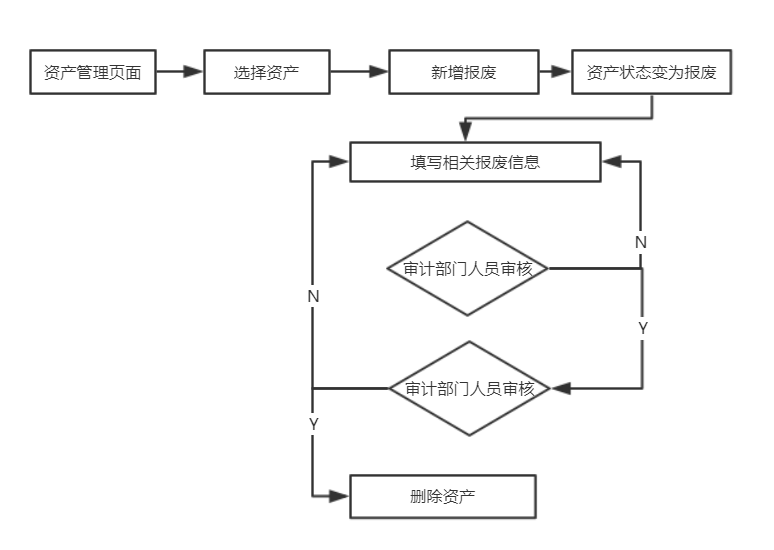 资产管理页面
选择资产
新增报废
资产状态变为报废
填写相关报废信息
N
审计部门人员审核
N
Y
审计部门人员审核
Y
删除资产